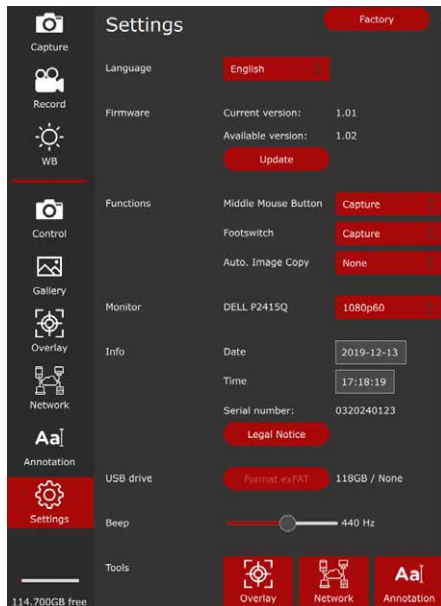 Capture
Record
WB
Control
Gallery
Overlay
Network
Aa
Annotation
Settings
114.700GB free
Settings
Factory
Language
English
Firmware
Current version: 1.01
Available version: 1.02
Update
Functions
Middle Mouse Button Capture
Footswitch Capture
Auto. Image Copy None
Monitor
DELL P2415Q 1080p60
Info
Date 2019-12-13
Time 17:18:19
Serial number: 0320240123
Legal Notice
USB drive
Format exFAT 118GB / None
Beep
440 Hz
Tools
Overlay
Network
Aa
Annotation